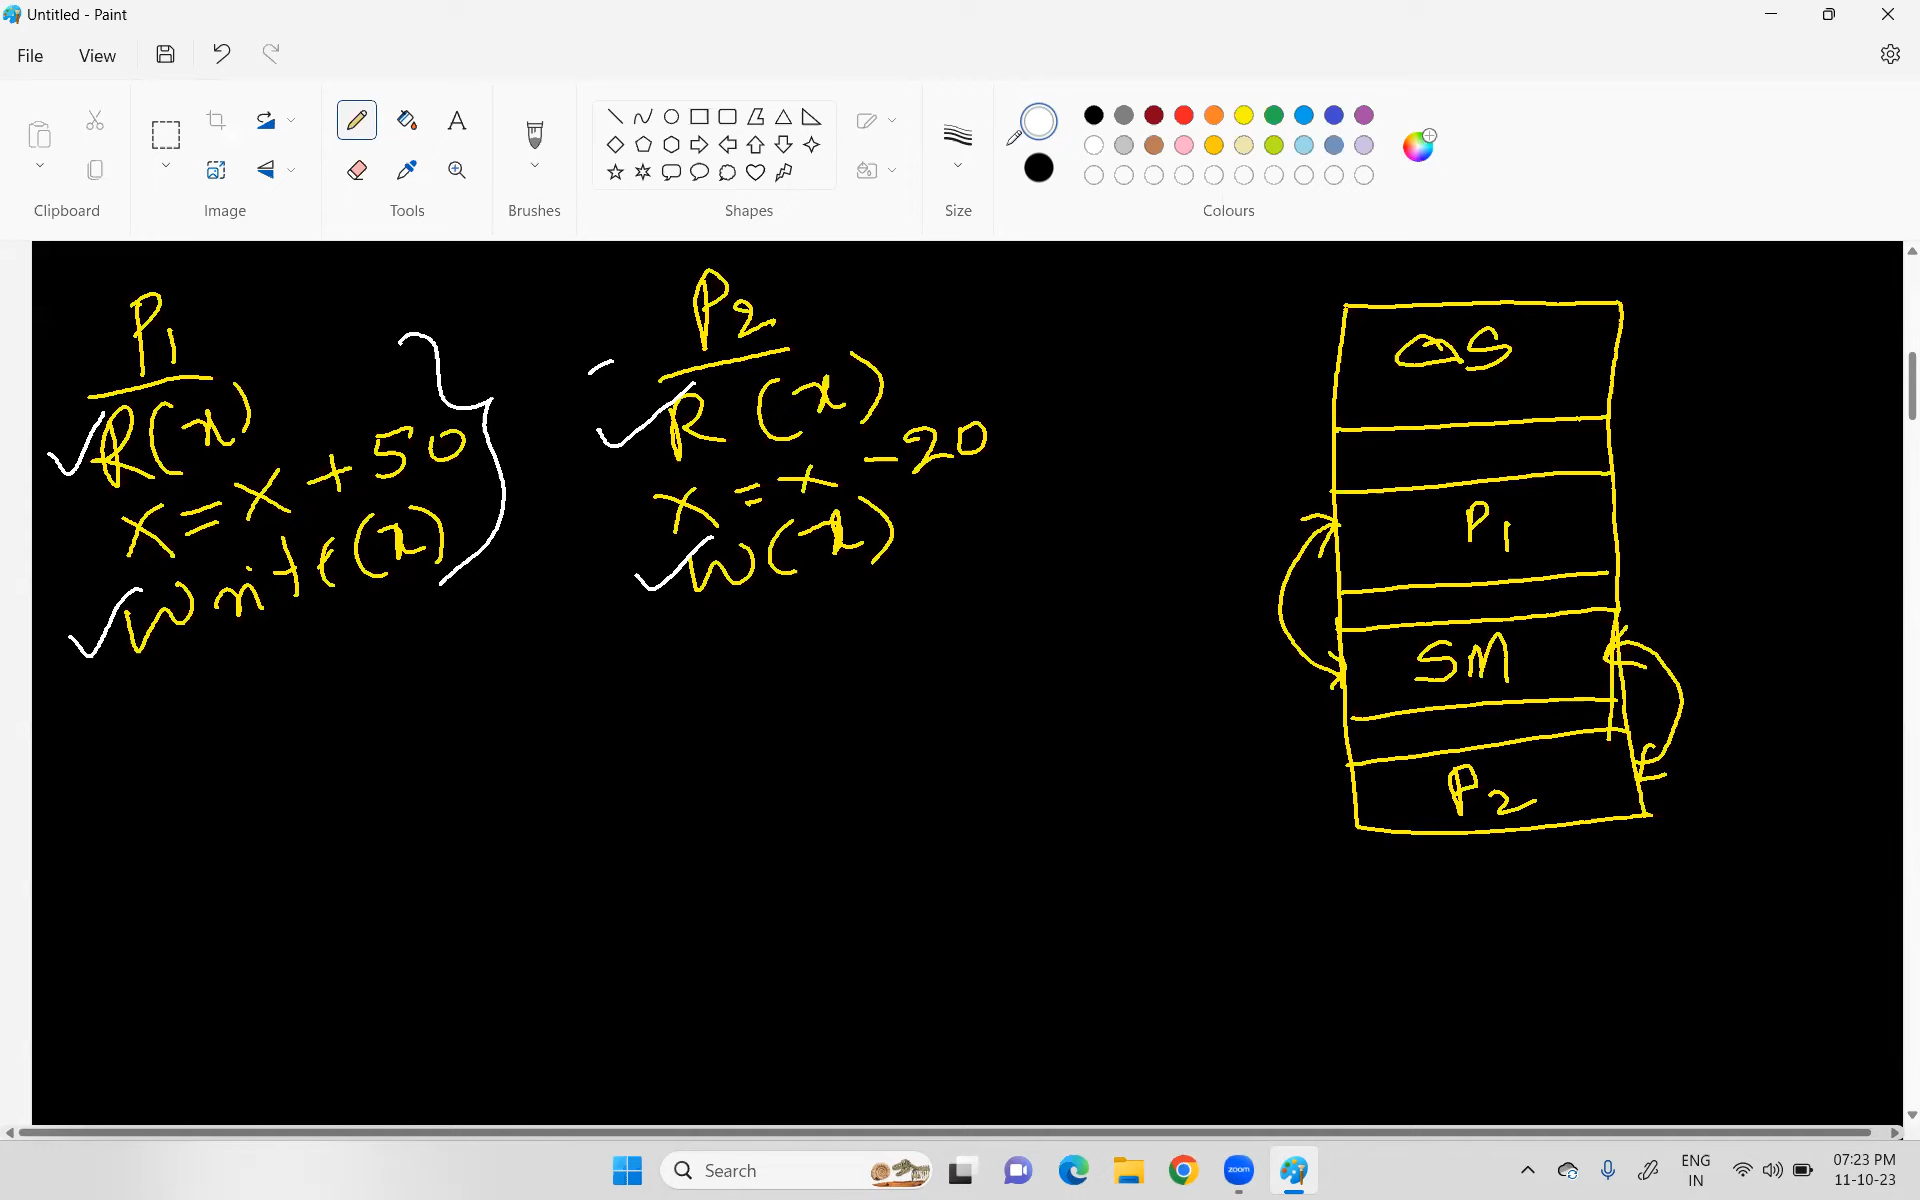 Untitled - Paint
File View
Clipboard
Image
Tools
Brushes
Shapes
Size
Colours
P1
R(x)
x = x + 50
Write(x)
P2
R (x)
x = x - 20
W(x)
OS
P1
SM
P2
Search
zoom
ENG
IN
07:23 PM
11-10-23